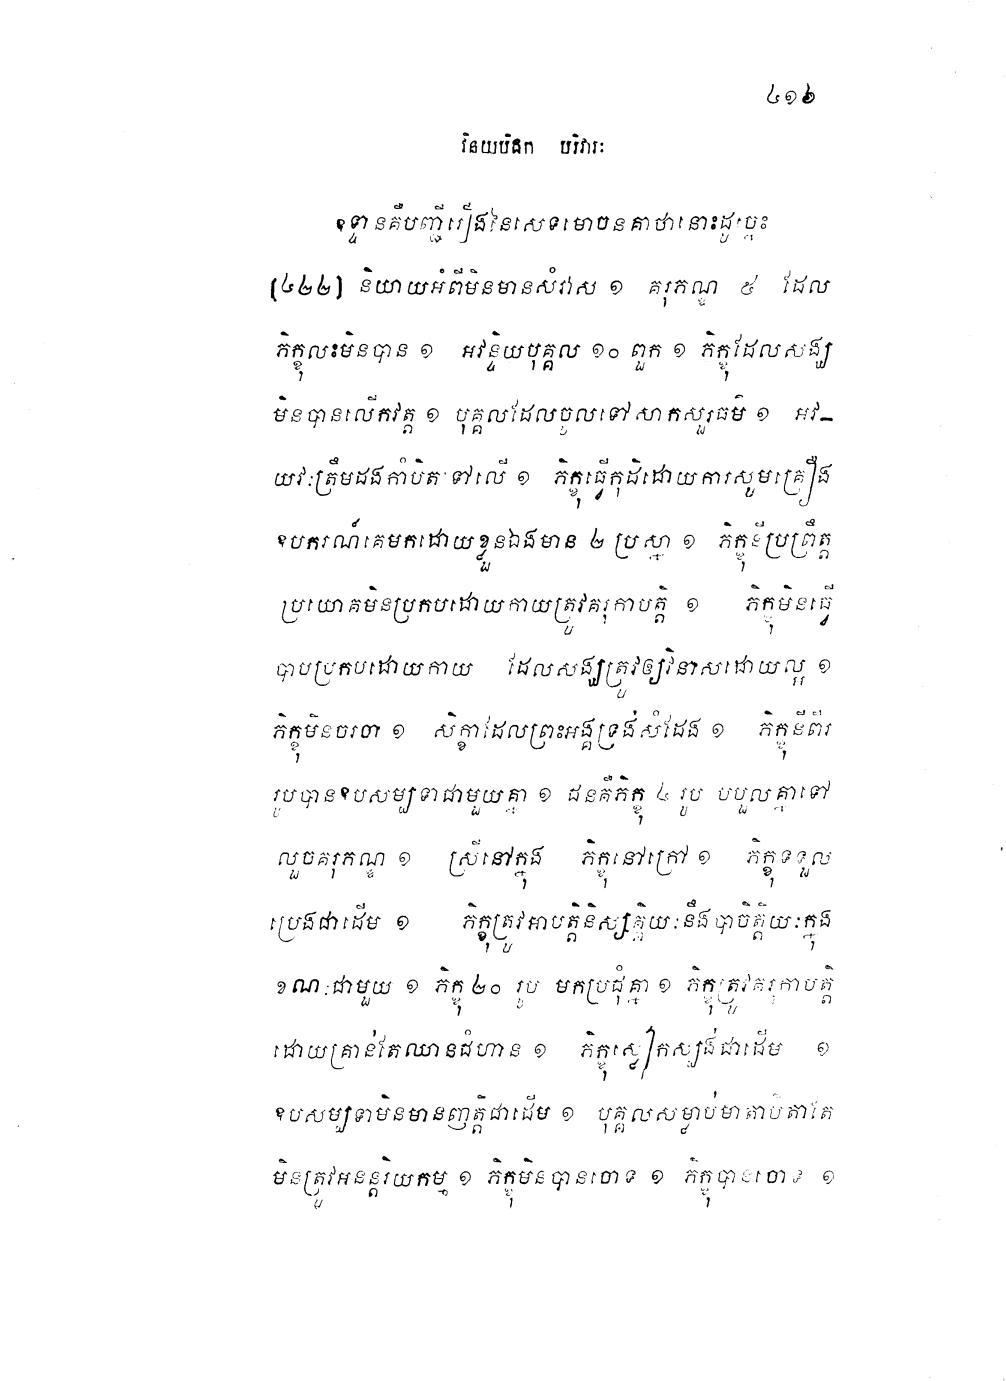 ៤១៦
វិនយបិដក បរិវារៈ
ឧទ្ទានគឺបញ្ជីរឿងនៃសេទមោចនគាថានោះដូច្នេះ
(៤៤៤) និយាយអំពីមិនមានសំវាស ១ គរុភណ្ឌ ៥ ដែល
ភិក្ខុលះមិនបាន ១ អវន្ទិយបុគ្គល ១០ ពួក ១ ភិក្ខុដែលសង្ឃ
មិនបានលើកវត្ត ១ បុគ្គលដែលចូលទៅសាកសួរធម៌ ១ អវ-
យវៈត្រឹមដងកាំបិតទៅលើ ១ ភិក្ខុធ្វើកុដិដោយការសូមគ្រឿង
ឧបករណ៍គេមកដោយខ្លួនឯងមាន ២ ប្រស្នា ១ ភិក្ខុនីប្រព្រឹត្ត
ប្រយោគមិនប្រកបដោយកាយត្រូវគរុកាបត្តិ ១ ភិក្ខុមិនធ្វើ
បាបប្រកបដោយកាយ ដែលសង្ឃត្រូវឲ្យវិនាសដោយល្អ ១
ភិក្ខុមិនចរចា ១ សិក្ខាដែលព្រះអង្គទ្រង់សំដែង ១ ភិក្ខុនីពីរ
រូបបានឧបសម្បទាជាមួយគ្នា ១ ជនគឺភិក្ខុ ៤ រូប បបួលគ្នាទៅ
លួចគរុភណ្ឌ ១ ស្រីនៅក្នុង ភិក្ខុនៅក្រៅ ១ ភិក្ខុទទួល
ប្រេងជាដើម ១ ភិក្ខុត្រូវអាបត្តិនិស្សគ្គិយៈនឹងបាចិត្តិយៈក្នុង
ខណៈជាមួយ ១ ភិក្ខុ ២០ រូប មកប្រជុំគ្នា ១ ភិក្ខុត្រូវគរុកាបត្តិ
ដោយគ្រាន់តែឈានជំហាន ១ ភិក្ខុស្លៀកស្បង់ជាដើម ១
ឧបសម្បទាមិនមានញត្តិជាដើម ១ បុគ្គលសម្លាប់មាតាបិតាតែ
មិនត្រូវអនន្តរិយកម្ម ១ ភិក្ខុមិនបានចោទ ១ ភិក្ខុបានចោទ ១